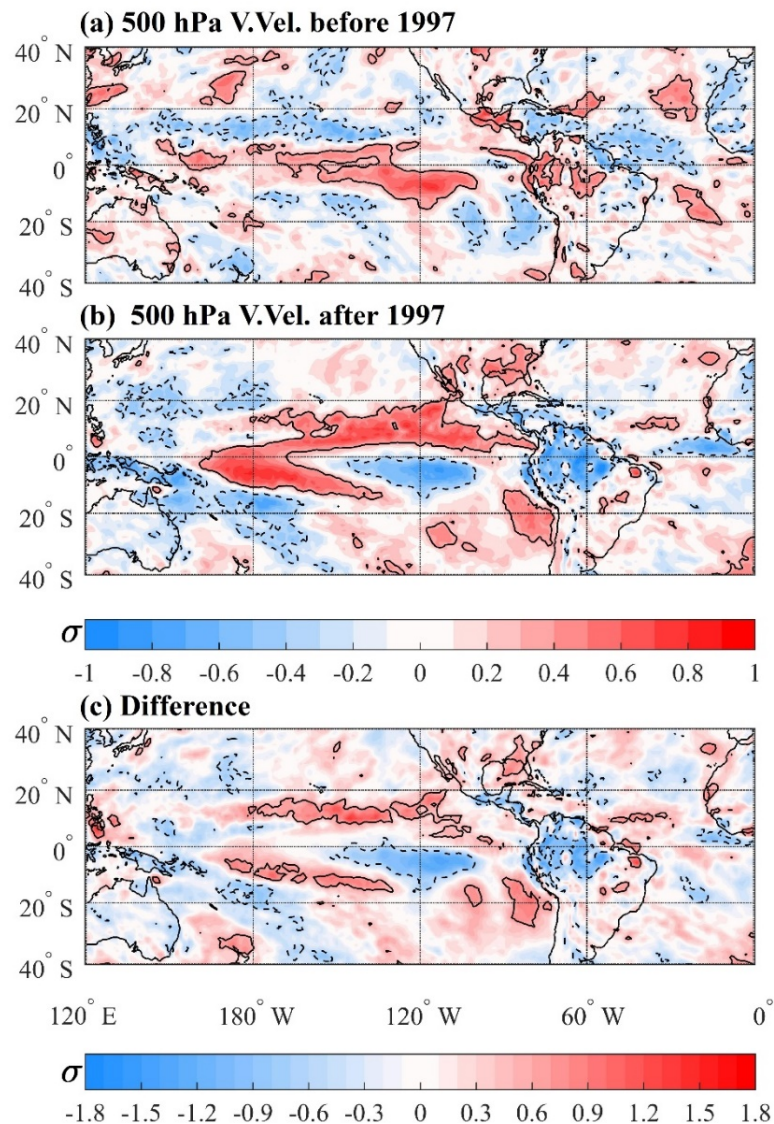 (a) 500 hPa V.Vel. before 1997
40° N
20° N
0°
20° S
40° S
(b) 500 hPa V.Vel. after 1997
40° N
20° N
0°
20° S
40° S
σ
-1 -0.8 -0.6 -0.4 -0.2 0 0.2 0.4 0.6 0.8 1
(c) Difference
40° N
20° N
0°
20° S
40° S
120° E 180° W 120° W 60° W 0°
σ
-1.8 -1.5 -1.2 -0.9 -0.6 -0.3 0 0.3 0.6 0.9 1.2 1.5 1.8